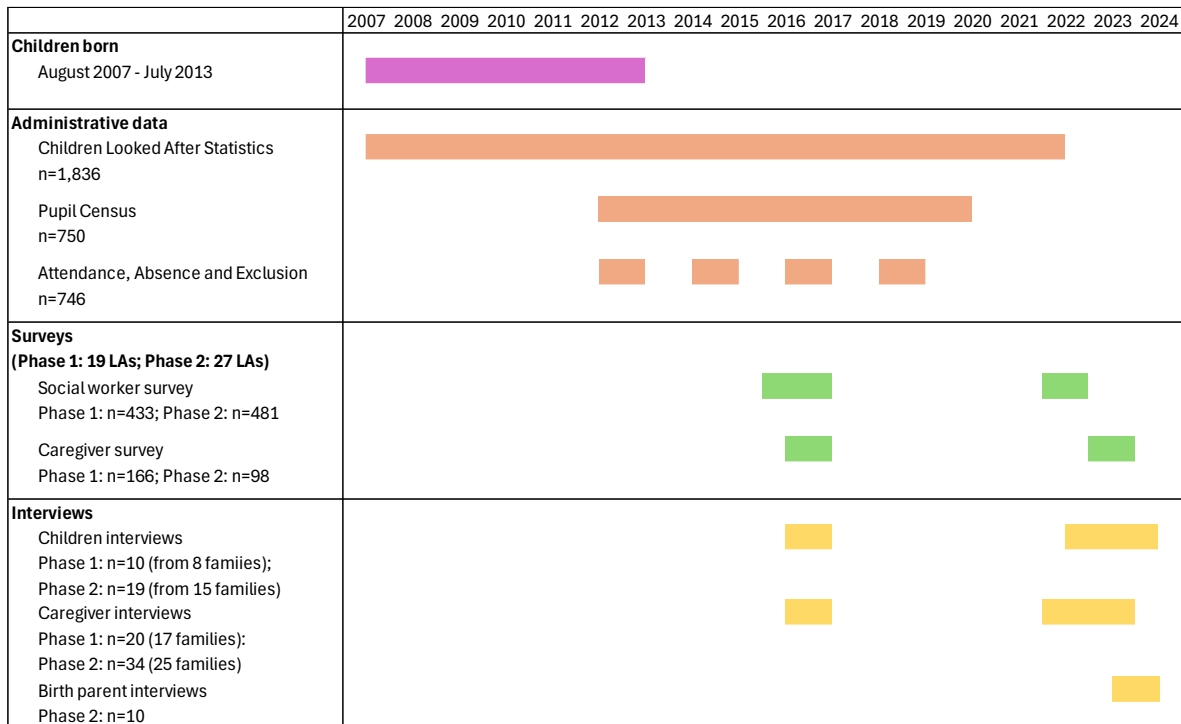 2007 2008 2009 2010 2011 2012 2013 2014 2015 2016 2017 2018 2019 2020 2021 2022 2023 2024
Children born
August 2007 - July 2013
Administrative data
Children Looked After Statistics
n=1,836
Pupil Census
n=750
Attendance, Absence and Exclusion
n=746
Surveys
(Phase 1: 19 LAs; Phase 2: 27 LAs)
Social worker survey
Phase 1: n=433; Phase 2: n=481
Caregiver survey
Phase 1: n=166; Phase 2: n=98
Interviews
Children interviews
Phase 1: n=10 (from 8 famiies);
Phase 2: n=19 (from 15 families)
Caregiver interviews
Phase 1: n=20 (17 families):
Phase 2: n=34 (25 families)
Birth parent interviews
Phase 2: n=10